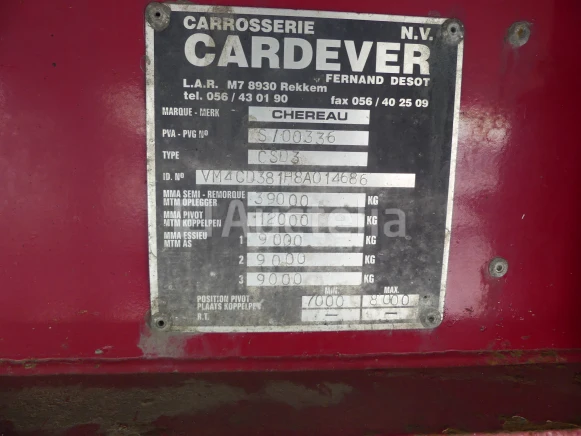 CARROSSERIE N.V.
CARDEVER
FERNAND DESOT
L.A.R. M7 8930 Rekkem
tel. 056 / 43 01 90 fax 056 / 40 25 09
MARQUE - MERK CHEREAU
PVA - PVG Nº S/00336
TYPE CSD3
ID. Nº VM4CD381H8A014686
MMA SEMI - REMORQUE 39000 KG
MTM OPLEGGER
MMA PIVOT 12000 KG
MTM KOPPELPEN
MMA ESSIEU 1 9000 KG
MTM AS
2 9000 KG
3 9000 KG
MIN. MAX.
POSITION PIVOT 7000 8000
PLAATS KOPPELPEN
R.T. — —